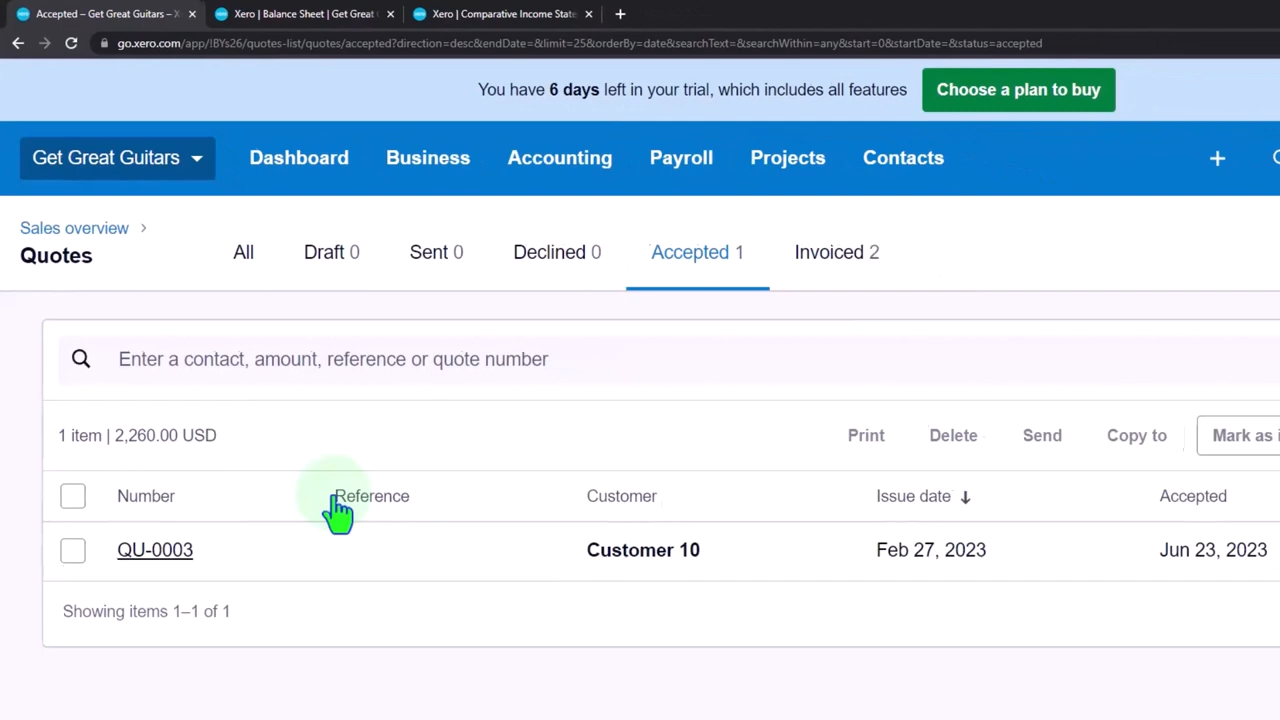 Accepted – Get Great Guitars – X
Xero | Balance Sheet | Get Great
Xero | Comparative Income State
go.xero.com/app/!BYs26/quotes-list/quotes/accepted?direction=desc&endDate=&limit=25&orderBy=date&searchText=&searchWithin=any&start=0&startDate=&status=accepted
You have 6 days left in your trial, which includes all features
Choose a plan to buy
Get Great Guitars
Dashboard
Business
Accounting
Payroll
Projects
Contacts
Sales overview
Quotes
All
Draft 0
Sent 0
Declined 0
Accepted 1
Invoiced 2
Enter a contact, amount, reference or quote number
1 item | 2,260.00 USD
Print
Delete
Send
Copy to
Mark as i
Number
Reference
Customer
Issue date
Accepted
QU-0003
Customer 10
Feb 27, 2023
Jun 23, 2023
Showing items 1–1 of 1